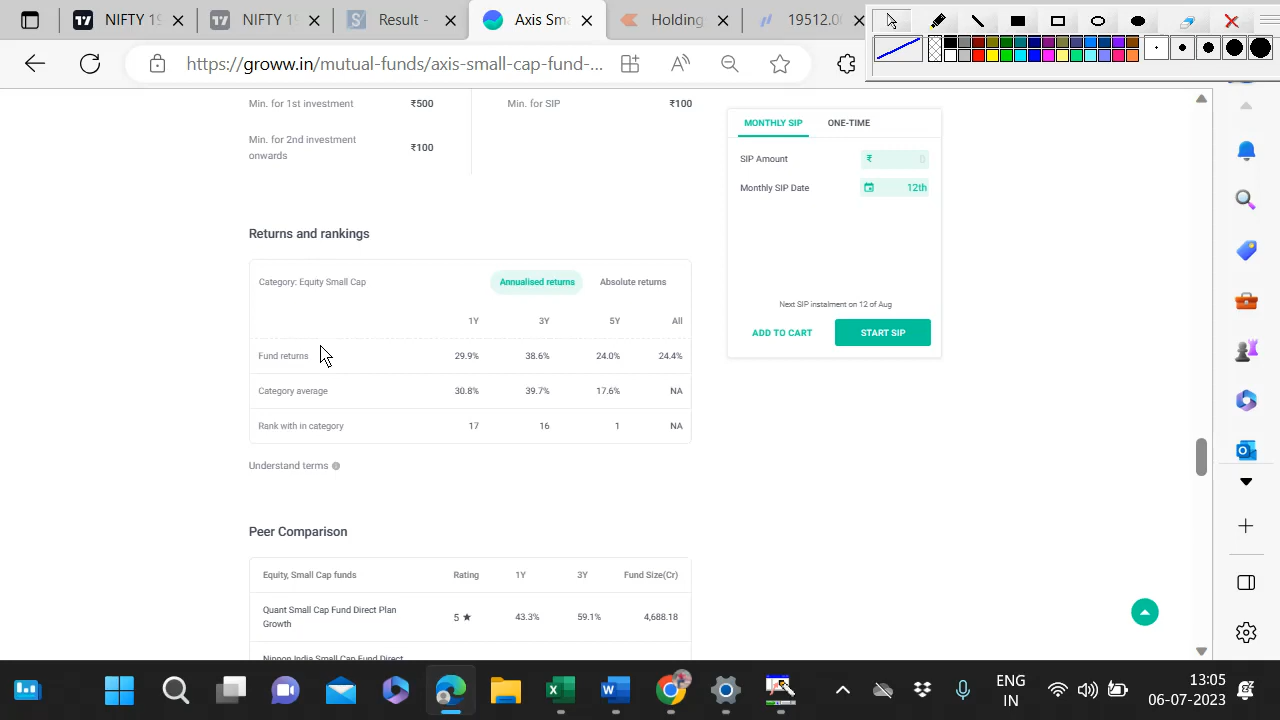 NIFTY 19
NIFTY 19
Result -
Axis Sma
Holding
19512.0
https://groww.in/mutual-funds/axis-small-cap-fund-...
Min. for 1st investment ₹500 Min. for SIP ₹100
Min. for 2nd investment
onwards ₹100
MONTHLY SIP ONE-TIME
SIP Amount ₹ 0
Monthly SIP Date 12th
Next SIP instalment on 12 of Aug
ADD TO CART START SIP
Returns and rankings
Category: Equity Small Cap Annualised returns Absolute returns
1Y 3Y 5Y All
Fund returns 29.9% 38.6% 24.0% 24.4%
Category average 30.8% 39.7% 17.6% NA
Rank with in category 17 16 1 NA
Understand terms
Peer Comparison
Equity, Small Cap funds Rating 1Y 3Y Fund Size(Cr)
Quant Small Cap Fund Direct Plan
Growth 5 ★ 43.3% 59.1% 4,688.18
Nippon India Small Cap Fund Direct
ENG
IN
13:05
06-07-2023